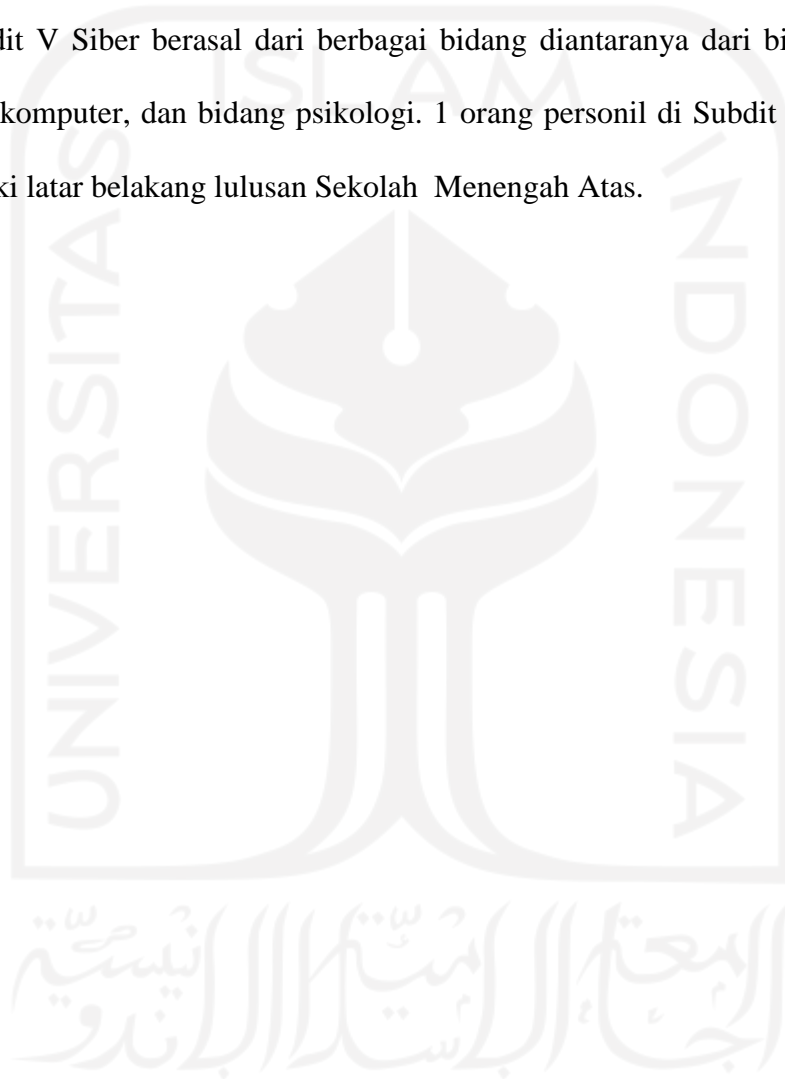 dit V Siber berasal dari berbagai bidang diantaranya dari bi
komputer, dan bidang psikologi. 1 orang personil di Subdit
ki latar belakang lulusan Sekolah Menengah Atas.
ISLAM
UNIVERSITAS
INDONESIA